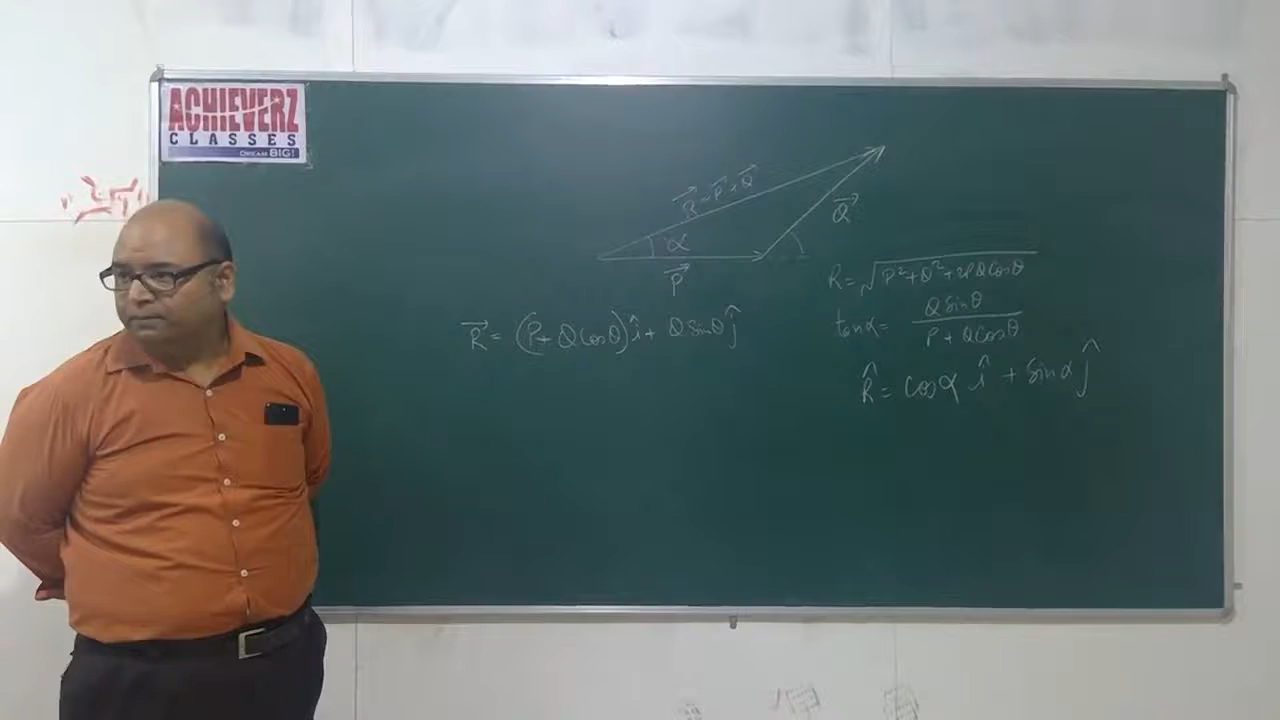 ACHIEVERZ
CLASSES
DREAM BIG!
R⃗ = P⃗ + Q⃗
α
P⃗
Q⃗
R⃗ = (P + Q Cosθ) î + Q Sinθ ĵ
R = √(P² + Q² + 2PQ Cosθ)
tanα = Q Sinθ / (P + Q Cosθ)
R̂ = Cosα î + Sinα ĵ